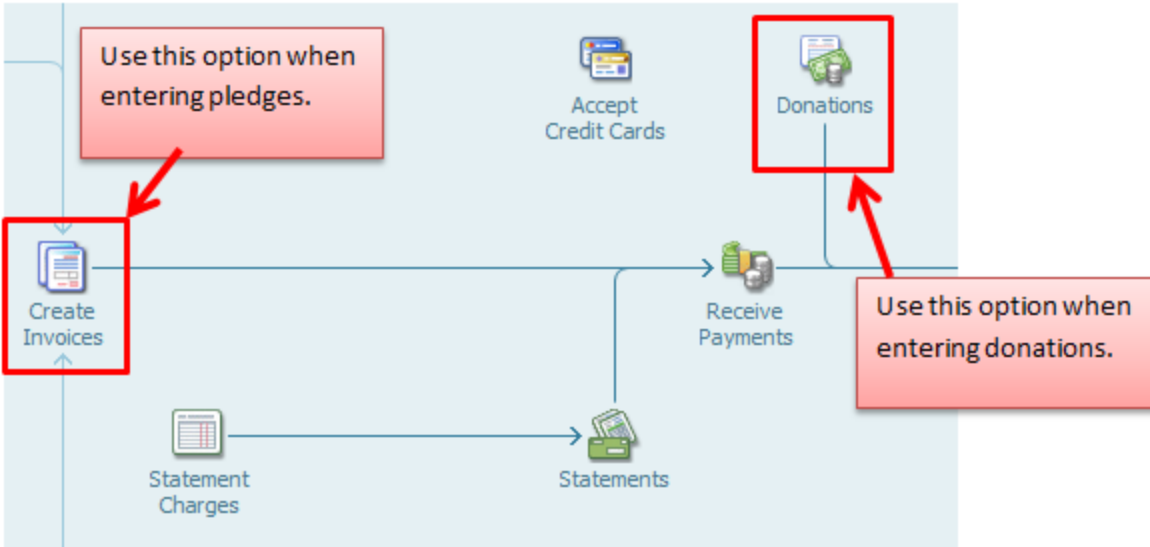 Use this option when
entering pledges.
Accept
Credit Cards
Donations
Create
Invoices
Receive
Payments
Use this option when
entering donations.
Statement
Charges
Statements